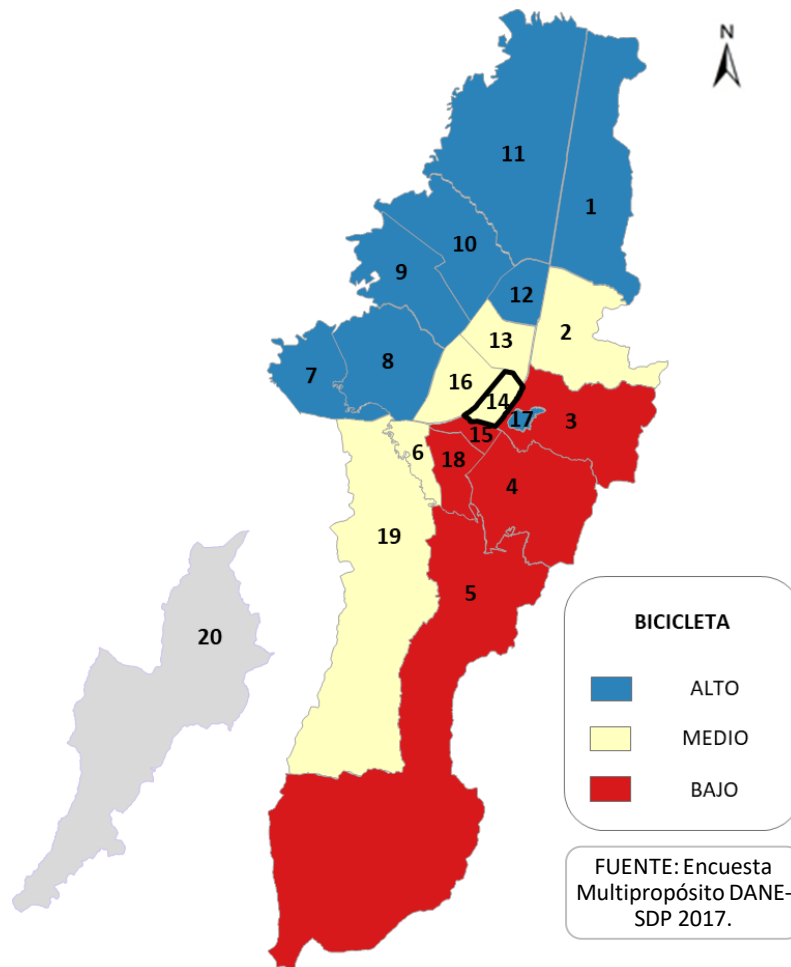 N
11
1
10
9
12
2
13
7
8
16
14
17
3
15
6
18
4
19
5
20
BICICLETA
ALTO
MEDIO
BAJO
FUENTE: Encuesta
Multipropósito DANE-
SDP 2017.